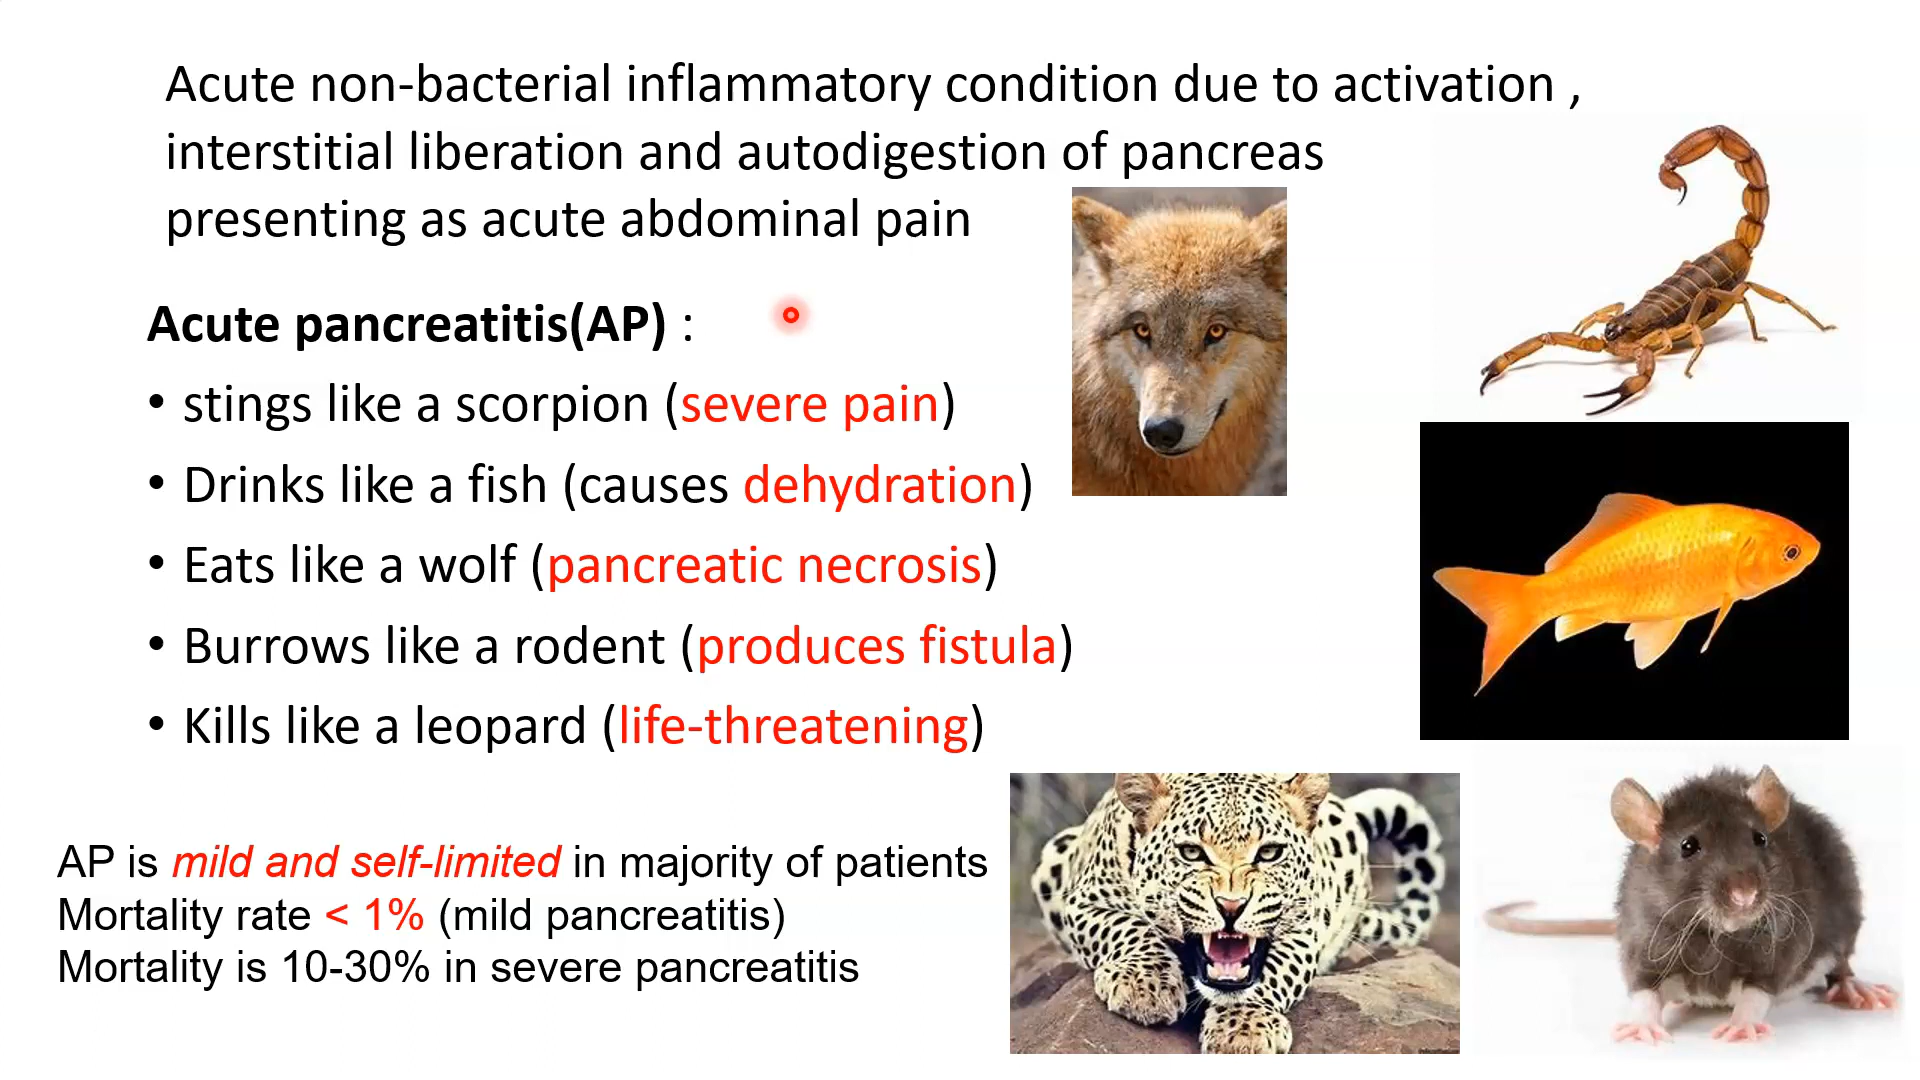 Acute non-bacterial inflammatory condition due to activation ,
interstitial liberation and autodigestion of pancreas
presenting as acute abdominal pain
Acute pancreatitis(AP) :
• stings like a scorpion (severe pain)
• Drinks like a fish (causes dehydration)
• Eats like a wolf (pancreatic necrosis)
• Burrows like a rodent (produces fistula)
• Kills like a leopard (life-threatening)
AP is mild and self-limited in majority of patients
Mortality rate < 1% (mild pancreatitis)
Mortality is 10-30% in severe pancreatitis